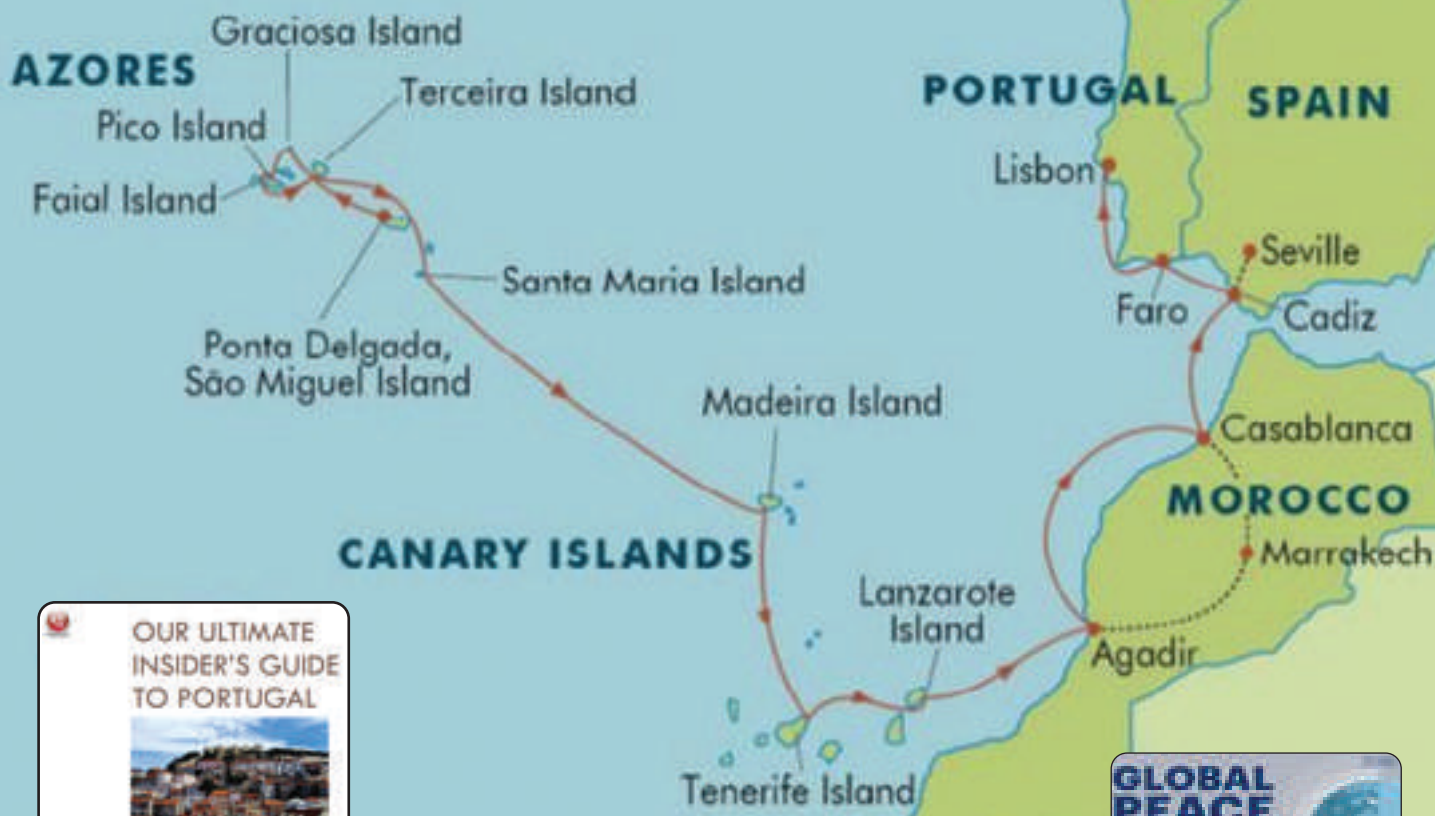 Graciosa Island
AZORES
Terceira Island
Pico Island
Faial Island
PORTUGAL
SPAIN
Lisbon
Seville
Santa Maria Island
Faro
Cadiz
Ponta Delgada,
São Miguel Island
Madeira Island
Casablanca
MOROCCO
CANARY ISLANDS
Marrakech
Lanzarote
Island
Agadir
Tenerife Island
OUR ULTIMATE
INSIDER'S GUIDE
TO PORTUGAL
GLOBAL
PEACE